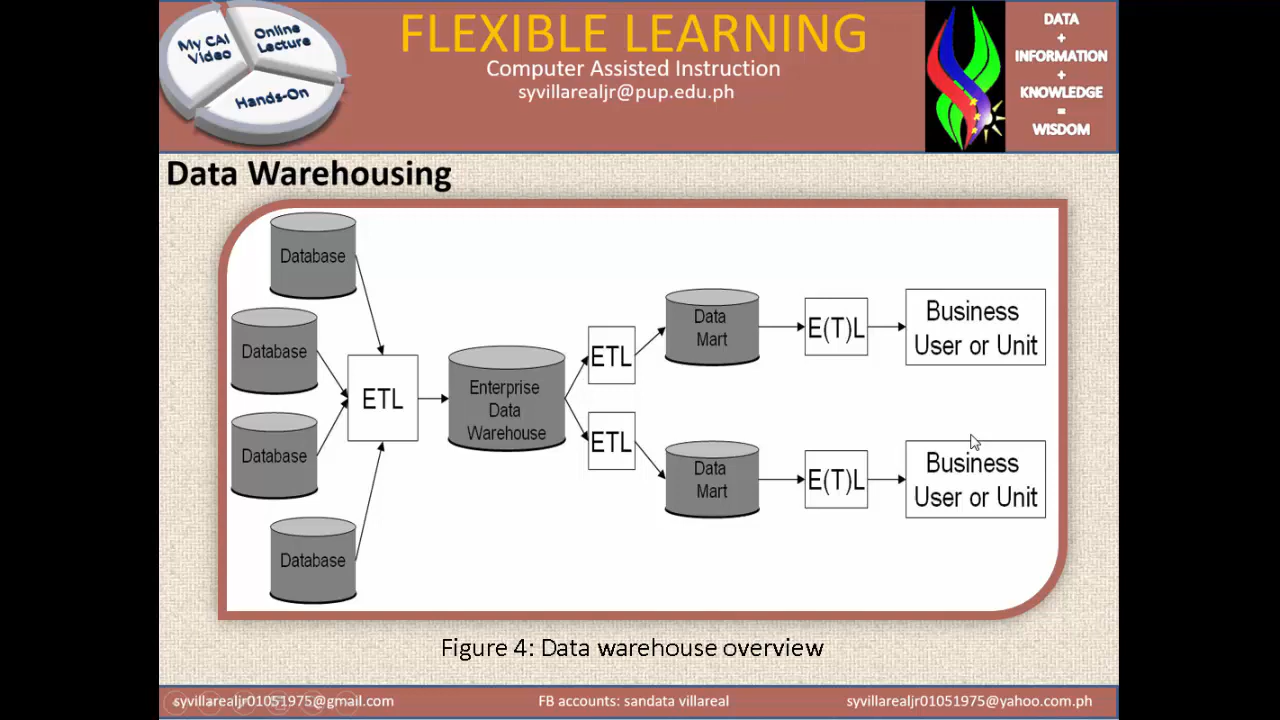 My CAI
Video
Online
Lecture
Hands-On
FLEXIBLE LEARNING
Computer Assisted Instruction
syvillarealjr@pup.edu.ph
DATA
+
INFORMATION
+
KNOWLEDGE
=
WISDOM
Data Warehousing
Database
Database
Database
Database
ETL
Enterprise
Data
Warehouse
ETL
ETL
Data
Mart
E(T)L
Business
User or Unit
Data
Mart
E(T)L
Business
User or Unit
Figure 4: Data warehouse overview
syvillarealjr01051975@gmail.com
FB accounts: sandata villareal
syvillarealjr01051975@yahoo.com.ph